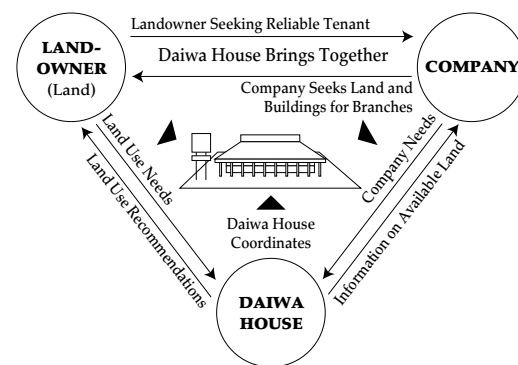 Landowner Seeking Reliable Tenant
LAND-
OWNER
(Land)
Daiwa House Brings Together
COMPANY
Company Seeks Land and
Buildings for Branches
Land Use Needs
Land Use Recommendations
Company Needs
Information on Available Land
Daiwa House
Coordinates
DAIWA
HOUSE